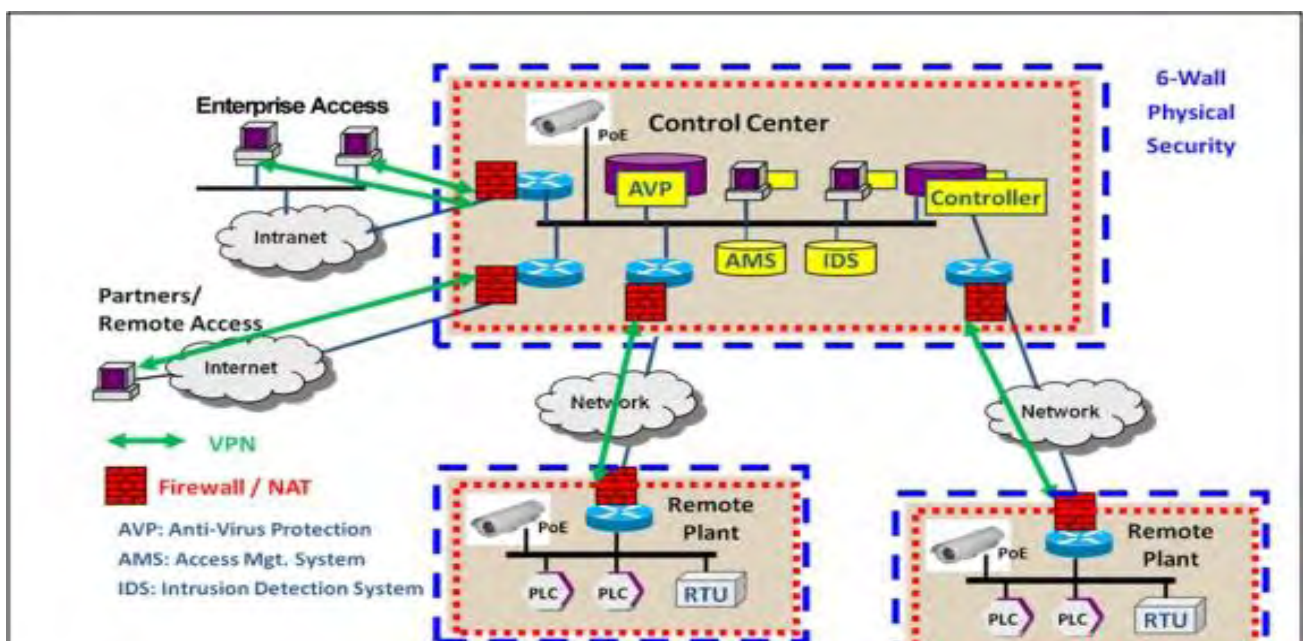 6-Wall
Physical
Security
Enterprise Access
PoE
Control Center
AVP
Controller
Intranet
AMS
IDS
Partners/
Remote Access
Internet
Network
Network
VPN
Firewall / NAT
AVP: Anti-Virus Protection
AMS: Access Mgt. System
IDS: Intrusion Detection System
PoE
Remote
Plant
PLC
PLC
RTU
PoE
Remote
Plant
PLC
PLC
RTU